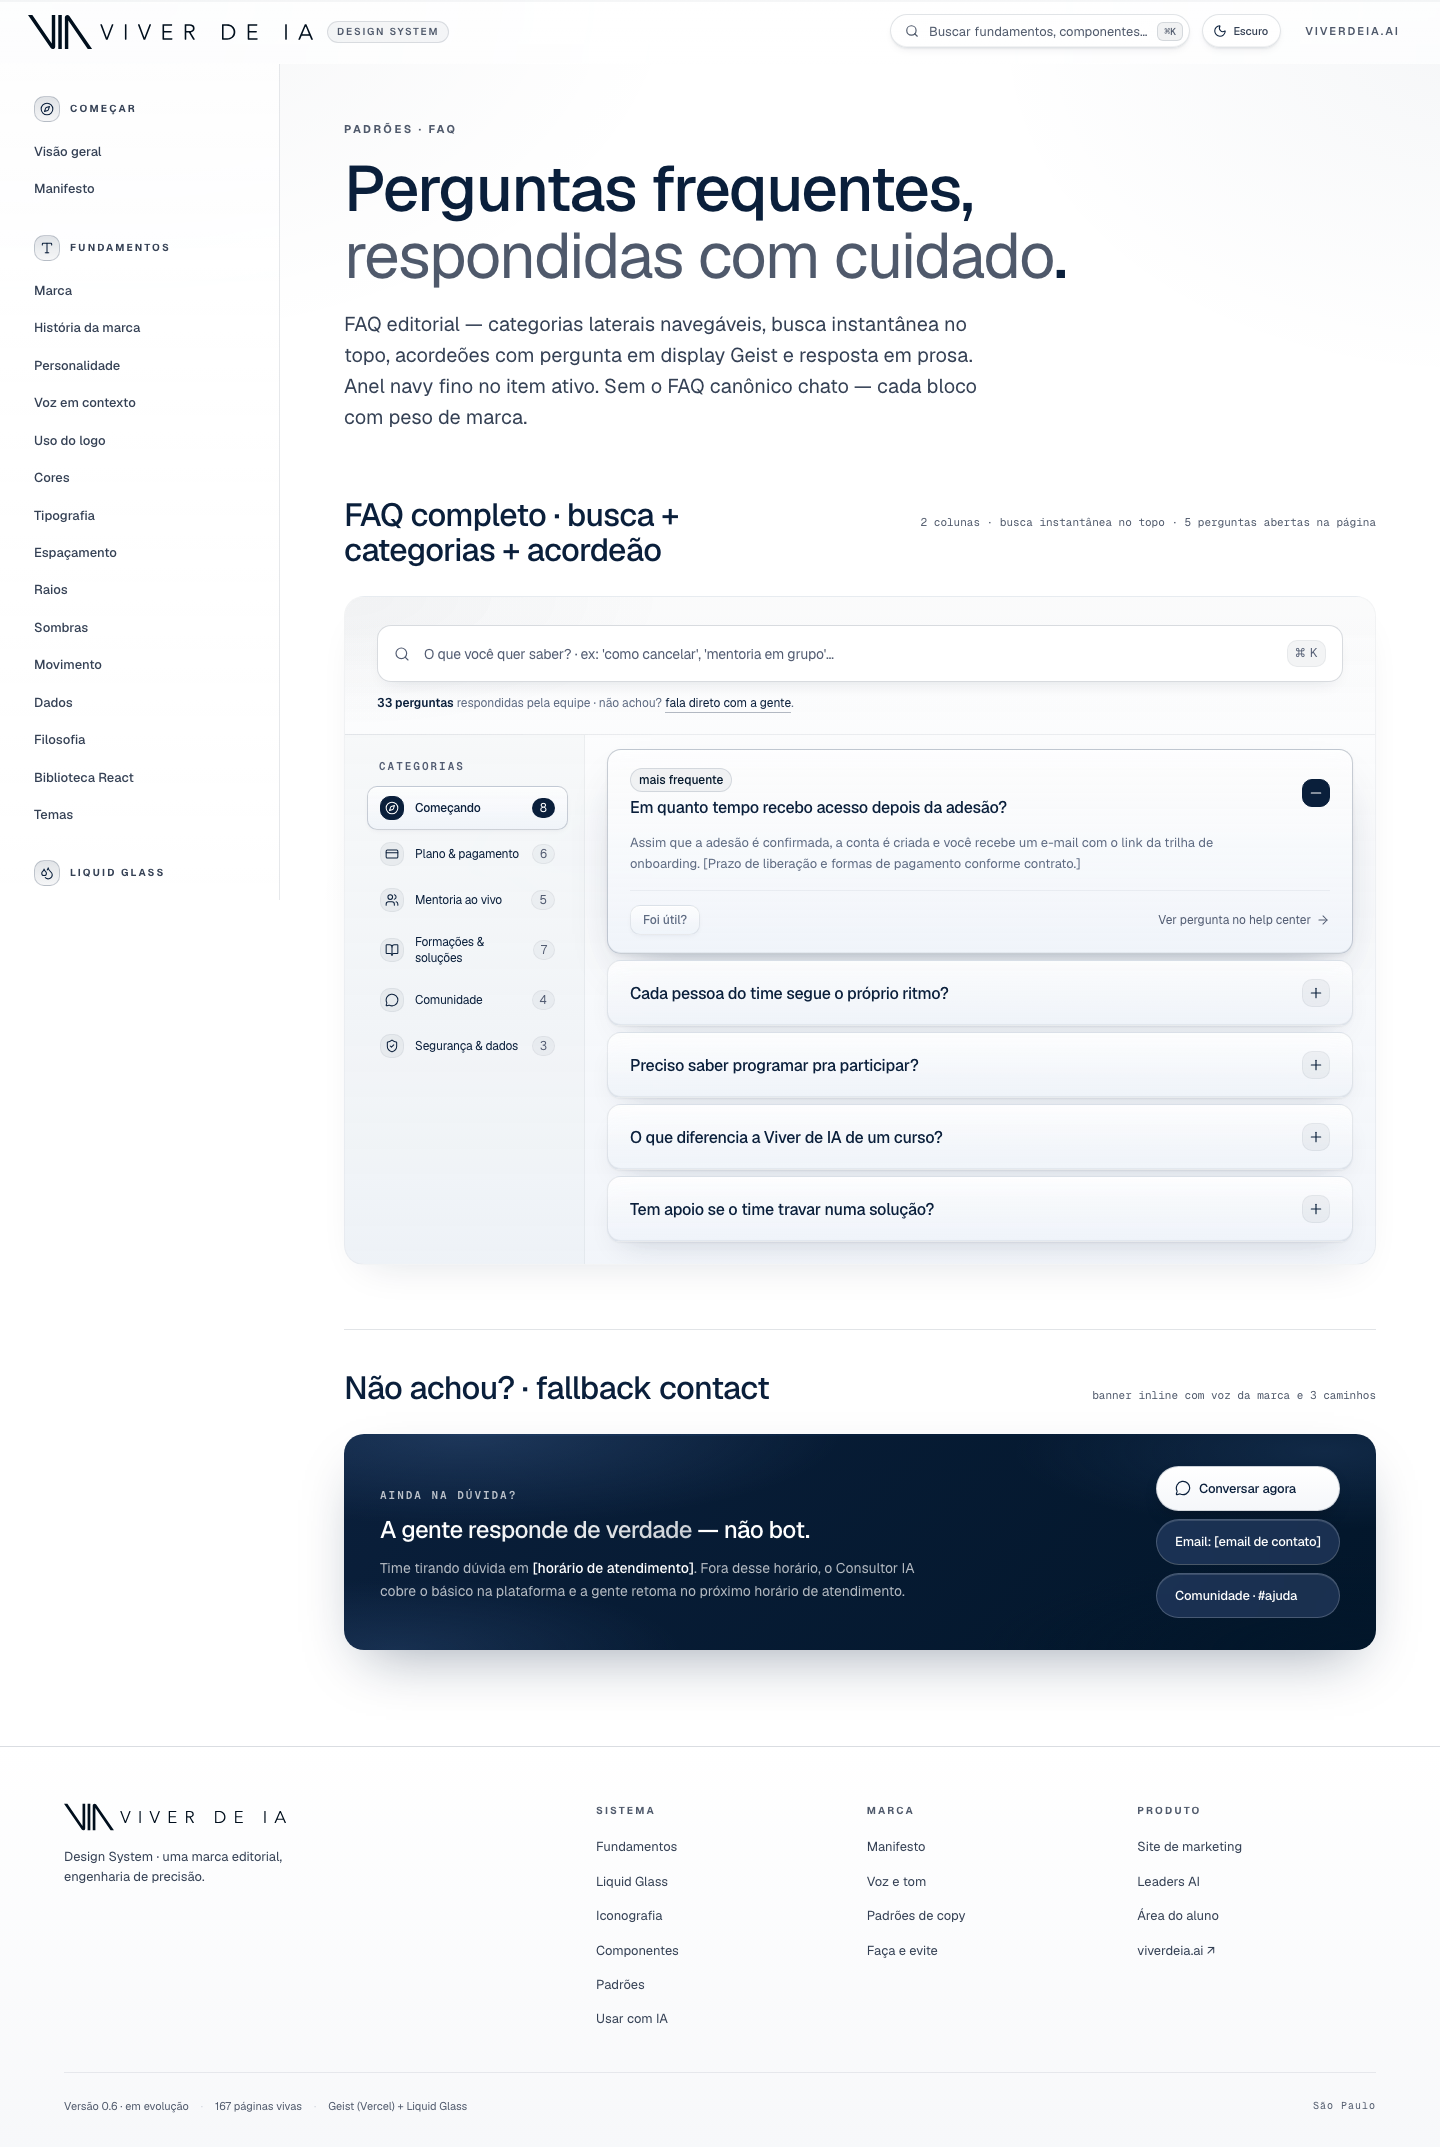 VIVER DE IA
DESIGN SYSTEM
Buscar fundamentos, componentes...
⌘K
Escuro
VIVERDEIA.AI
COMEÇAR
Visão geral
Manifesto
FUNDAMENTOS
Marca
História da marca
Personalidade
Voz em contexto
Uso do logo
Cores
Tipografia
Espaçamento
Raios
Sombras
Movimento
Dados
Filosofia
Biblioteca React
Temas
LIQUID GLASS
PADRÕES · FAQ
Perguntas frequentes,
respondidas com cuidado.
FAQ editorial — categorias laterais navegáveis, busca instantânea no
topo, acordeões com pergunta em display Geist e resposta em prosa.
Anel navy fino no item ativo. Sem o FAQ canônico chato — cada bloco
com peso de marca.
FAQ completo · busca +
categorias + acordeão
2 colunas · busca instantânea no topo · 5 perguntas abertas na página
O que você quer saber? · ex: 'como cancelar', 'mentoria em grupo'...
⌘ K
33 perguntas respondidas pela equipe · não achou? fala direto com a gente.
CATEGORIAS
Começando 8
Plano & pagamento 6
Mentoria ao vivo 5
Formações &
soluções 7
Comunidade 4
Segurança & dados 3
mais frequente
Em quanto tempo recebo acesso depois da adesão?
Assim que a adesão é confirmada, a conta é criada e você recebe um e-mail com o link da trilha de
onboarding. [Prazo de liberação e formas de pagamento conforme contrato.]
Foi útil?
Ver pergunta no help center →
Cada pessoa do time segue o próprio ritmo?
Preciso saber programar pra participar?
O que diferencia a Viver de IA de um curso?
Tem apoio se o time travar numa solução?
Não achou? · fallback contact
banner inline com voz da marca e 3 caminhos
AINDA NA DÚVIDA?
A gente responde de verdade — não bot.
Time tirando dúvida em [horário de atendimento]. Fora desse horário, o Consultor IA
cobre o básico na plataforma e a gente retoma no próximo horário de atendimento.
Conversar agora
Email: [email de contato]
Comunidade · #ajuda
VIVER DE IA
Design System · uma marca editorial,
engenharia de precisão.
SISTEMA
Fundamentos
Liquid Glass
Iconografia
Componentes
Padrões
Usar com IA
MARCA
Manifesto
Voz e tom
Padrões de copy
Faça e evite
PRODUTO
Site de marketing
Leaders AI
Área do aluno
viverdeia.ai ↗
Versão 0.6 · em evolução · 167 páginas vivas · Geist (Vercel) + Liquid Glass
São Paulo